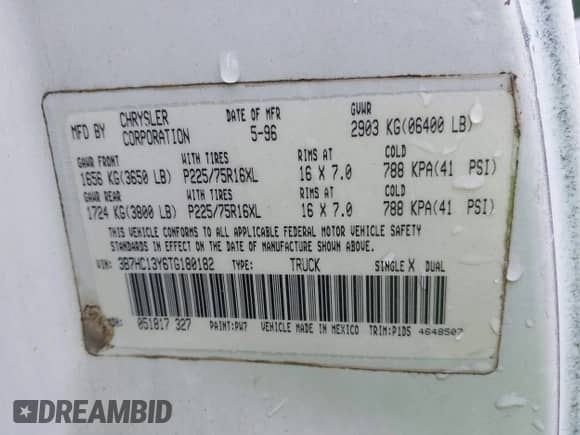 MFD BY CHRYSLER CORPORATION DATE OF MFR 5-96 GVWR 2903 KG(06400 LB)
GAWR FRONT WITH TIRES RIMS AT COLD
1656 KG(3650 LB) P225/75R16XL 16 X 7.0 788 KPA(41 PSI)
GAWR REAR WITH TIRES RIMS AT COLD
1724 KG(3800 LB) P225/75R16XL 16 X 7.0 788 KPA(41 PSI)
THIS VEHICLE CONFORMS TO ALL APPLICABLE FEDERAL MOTOR VEHICLE SAFETY
STANDARDS IN EFFECT ON THE DATE OF MANUFACTURE SHOWN ABOVE.
VIN: 3B7HC13Y6TG180182 TYPE: TRUCK SINGLE X DUAL
051817 327 PAINT:PW7 VEHICLE MADE IN MEXICO TRIM:P1D5 4648507
#DREAMBID